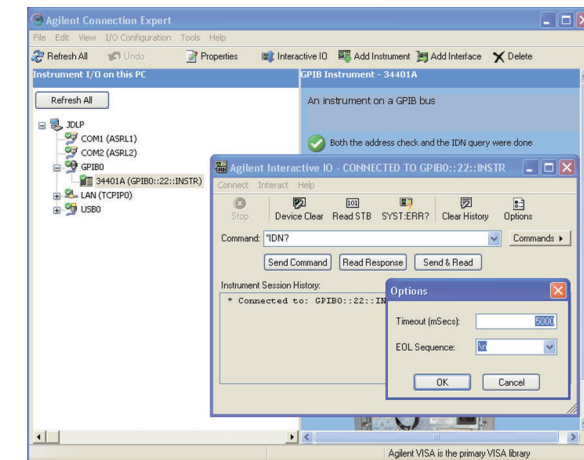 Agilent Connection Expert
File Edit View I/O Configuration Tools Help
Refresh All Undo Properties Interactive IO Add Instrument Add Interface Delete
Instrument I/O on this PC
GPIB Instrument - 34401A
Refresh All
An instrument on a GPIB bus
JDLP
COM1 (ASRL1)
COM2 (ASRL2)
GPIB0
34401A (GPIB0::22::INSTR)
LAN (TCPIP0)
USB0
Both the address check and the IDN query were done
Agilent Interactive IO - CONNECTED TO GPIB0::22::INSTR
Connect Interact Help
Stop Device Clear Read STB SYST:ERR? Clear History Options
Command: *IDN? Commands
Send Command Read Response Send & Read
Instrument Session History:
* Connected to: GPIB0::22::IN
Options
Timeout (mSecs): 5000
EOL Sequence: \n
OK Cancel
Agilent VISA is the primary VISA library